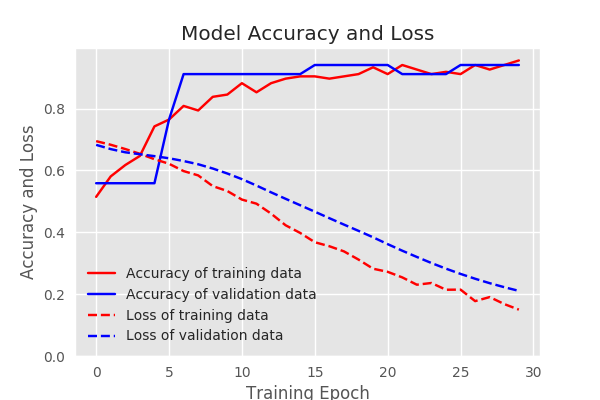 Model Accuracy and Loss
Accuracy and Loss
0.8
0.6
0.4
0.2
0.0
Accuracy of training data
Accuracy of validation data
Loss of training data
Loss of validation data
0 5 10 15 20 25 30
Training Epoch